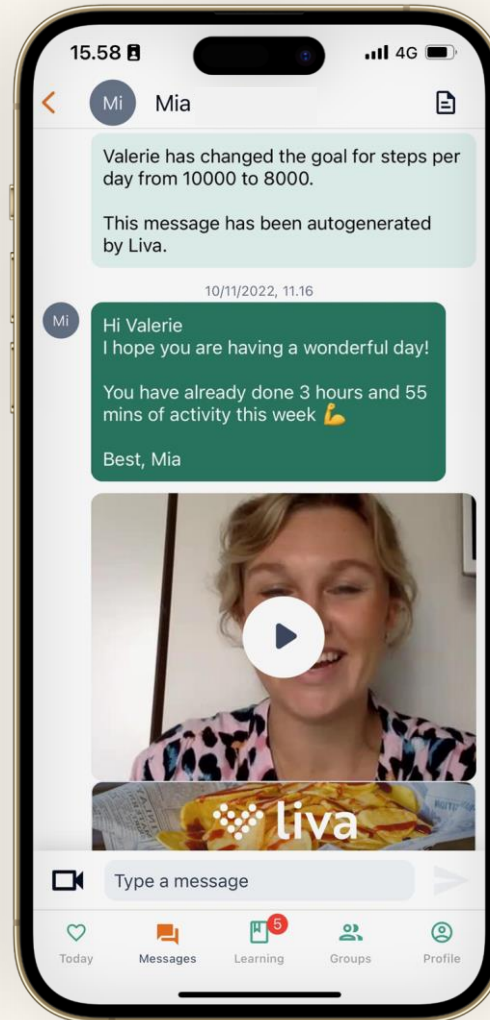 15.58
4G
Mi
Mia
Valerie has changed the goal for steps per
day from 10000 to 8000.
This message has been autogenerated
by Liva.
10/11/2022, 11.16
Mi
Hi Valerie
I hope you are having a wonderful day!
You have already done 3 hours and 55
mins of activity this week 💪
Best, Mia
liva
Type a message
5
Today
Messages
Learning
Groups
Profile